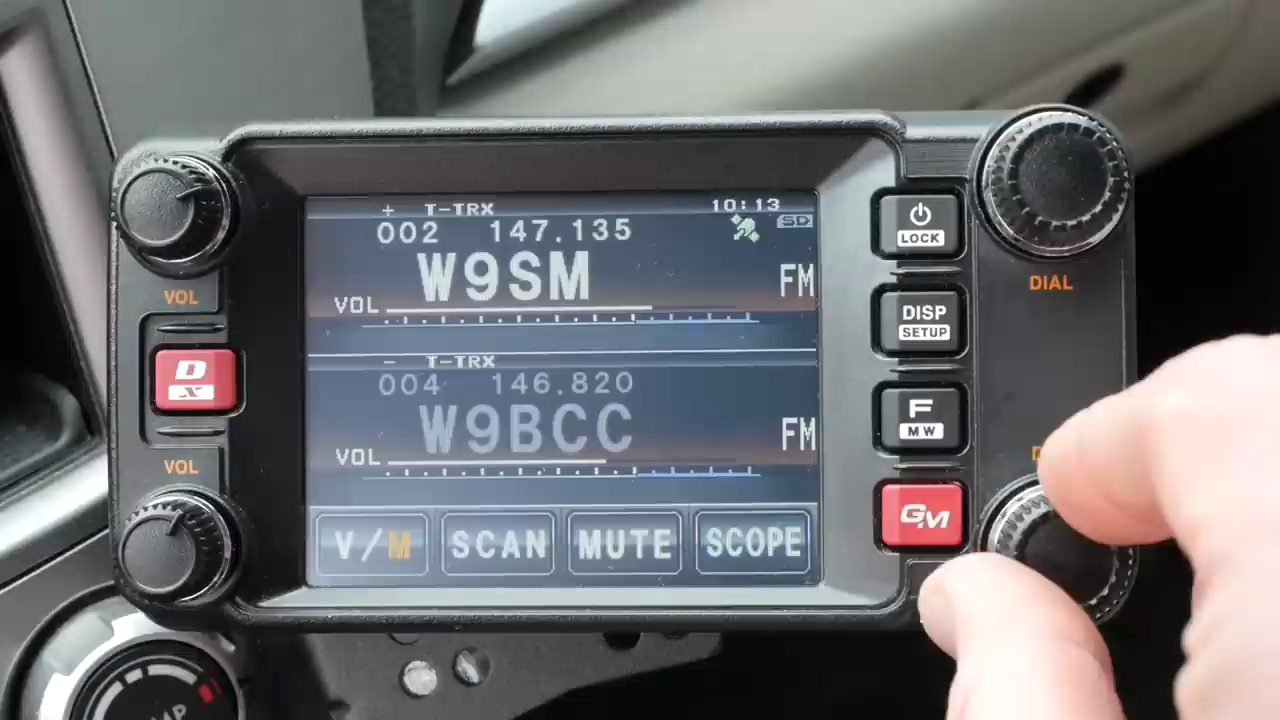 + T-TRX 10:13
002 147.135 SD
W9SM FM
VOL
- T-TRX
004 146.820
W9BCC FM
VOL
V/M SCAN MUTE SCOPE
VOL
D
X
VOL
LOCK
DISP
SETUP
F
MW
GM
DIAL